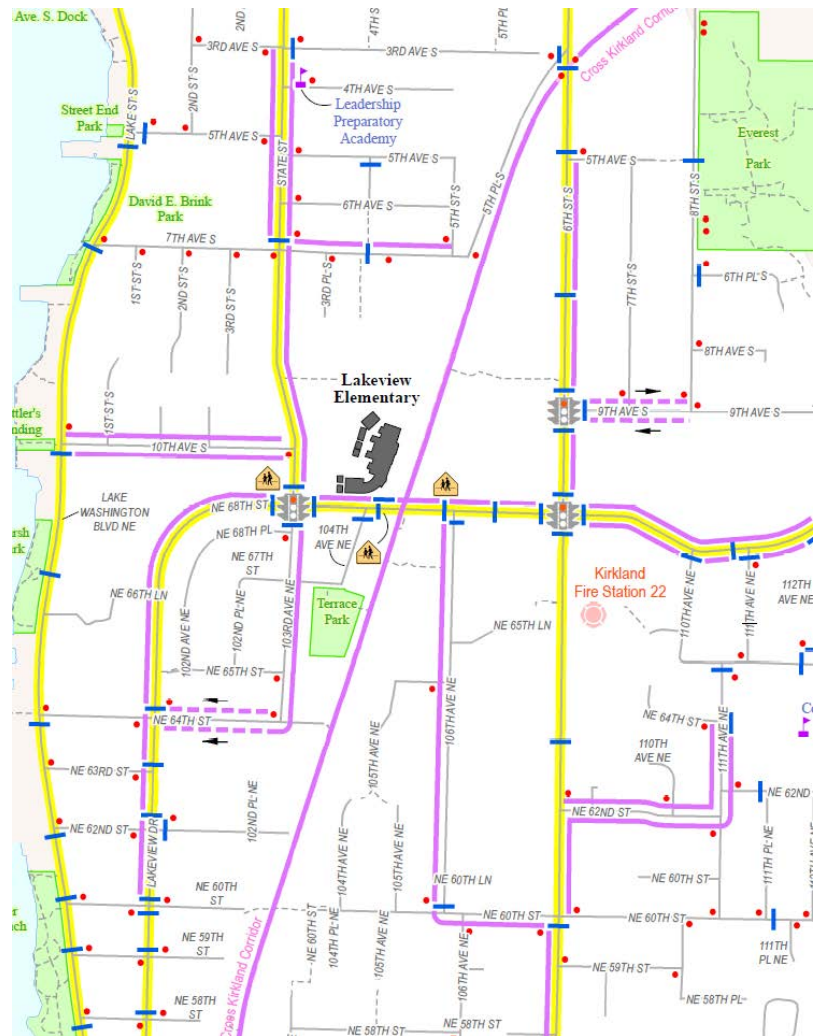 Ave. S. Dock
2ND ST S
3RD AVE S
4TH S
5TH PL
Cross Kirkland Corrido
LAKE ST S
Street End
Park
2ND ST S
4TH AVE S
Leadership
Preparatory
Academy
5TH AVE S
STATE ST
5TH AVE S
5TH PL S
5TH AVE S
Everest
Park
David E. Brink
Park
6TH AVE S
5TH ST S
6TH ST S
8TH ST S
7TH AVE S
1ST ST S
2ND ST S
3RD ST S
3RD PL S
7TH ST S
6TH PL S
8TH AVE S
Lakeview
Elementary
ttler's
nding
1ST ST S
10TH AVE S
9TH AVE S
9TH AVE S
LAKE
WASHINGTON
BLVD NE
NE 68TH ST
NE 68TH PL
104TH
AVE NE
rsh
rk
NE 67TH
ST
Kirkland
Fire Station 22
110TH AVE NE
111TH AVE NE
112TH
AVE NE
NE 66TH LN
102ND AVE NE
102ND PL NE
103RD AVE NE
Terrace
Park
NE 65TH LN
NE 65TH ST
106TH AVE NE
NE 64TH ST
NE 64TH ST
Co
105TH AVE NE
110TH
AVE NE
111TH AVE NE
NE 63RD ST
NE 62ND ST
102ND PL NE
NE 62ND ST
NE 62ND
LAKEVIEW DR
104TH AVE NE
105TH AVE NE
111TH PL NE
NE 60TH
ST
NE 60TH LN
NE 60TH
ST
NE 60TH ST
NE 60TH ST
NE 60TH ST
104TH PL NE
105TH AVE NE
106TH AVE NE
111TH
PL NE
NE 59TH
ST
NE 59TH ST
Cross Kirkland Corridor
NE 58TH
ST
NE 58TH ST
NE 58TH PL